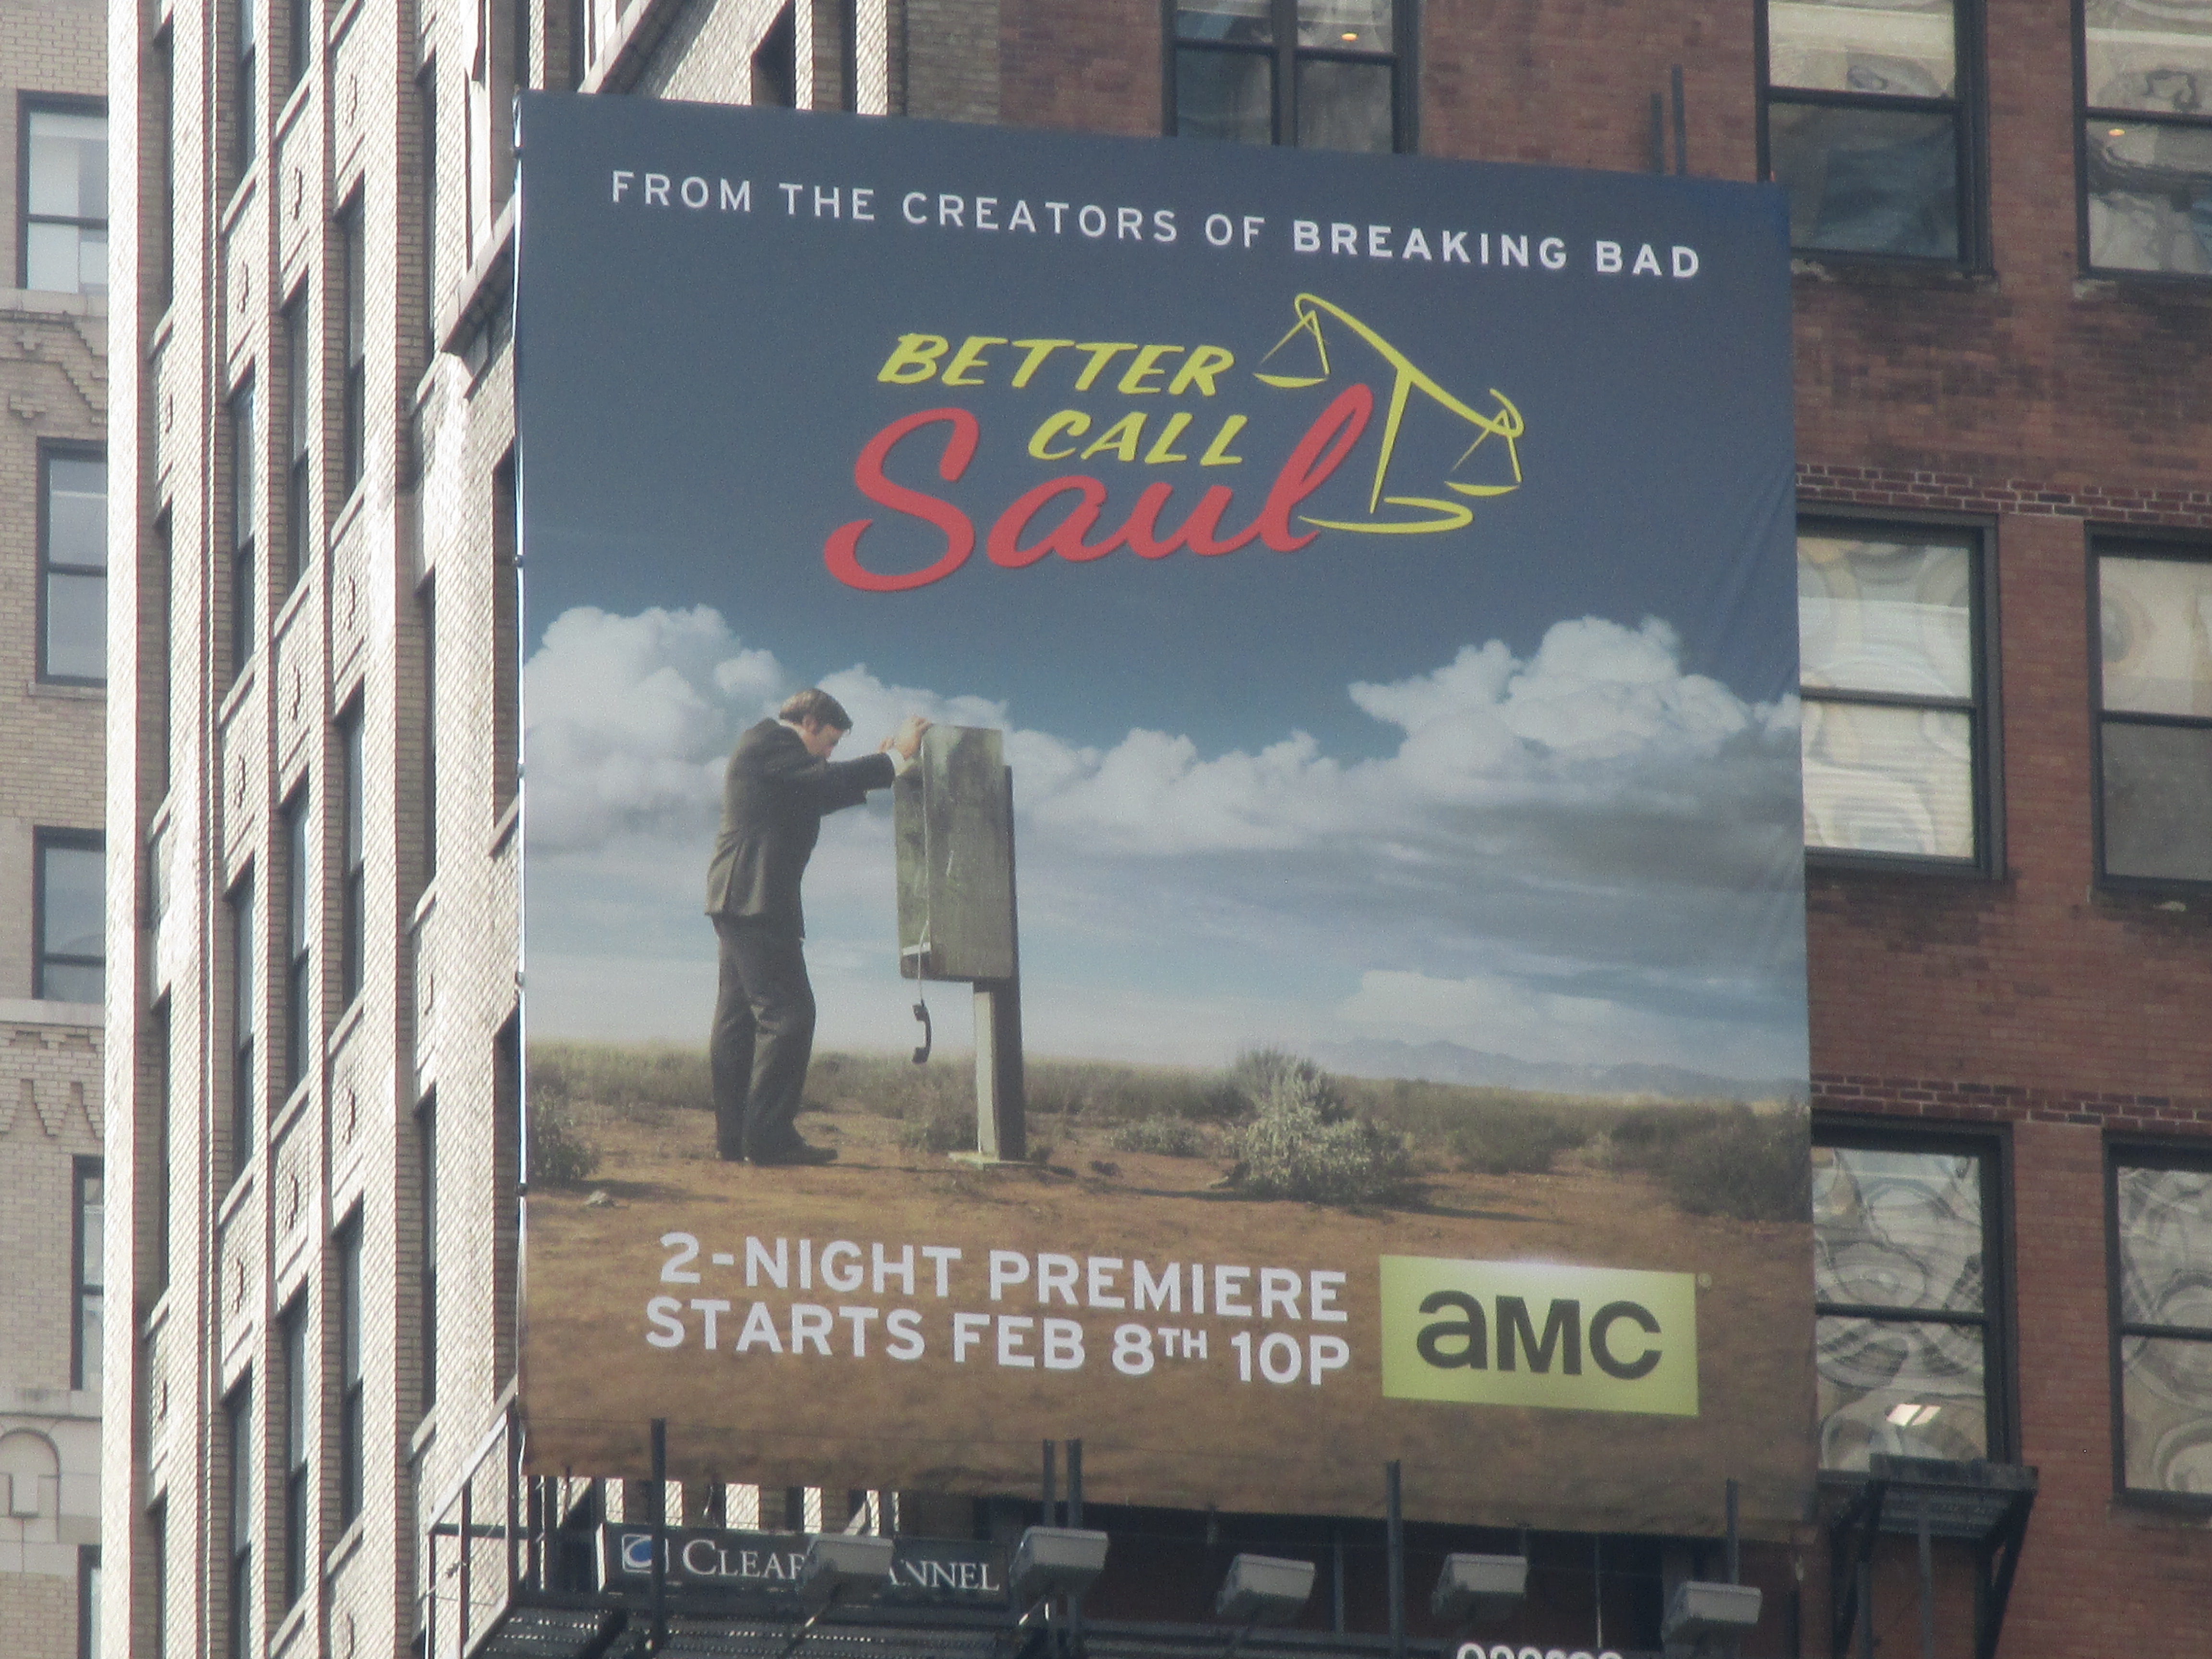 FROM THE CREATORS OF BREAKING BAD
BETTER
CALL
Saul
2-NIGHT PREMIERE
STARTS FEB 8TH 10P
aMC